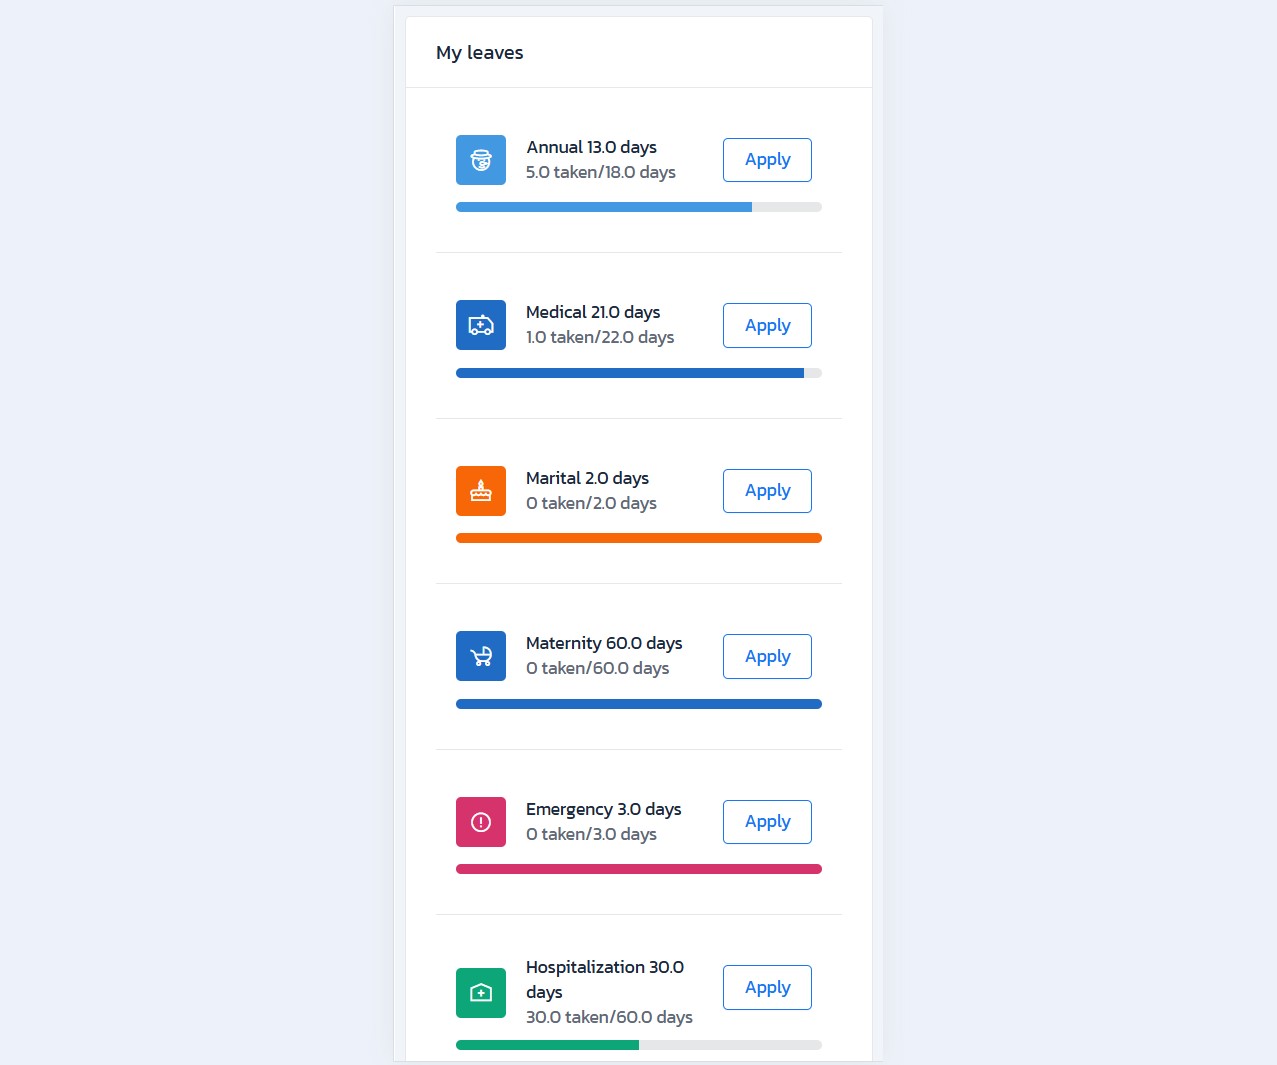 My leaves
Annual 13.0 days
5.0 taken/18.0 days
Apply
Medical 21.0 days
1.0 taken/22.0 days
Apply
Marital 2.0 days
0 taken/2.0 days
Apply
Maternity 60.0 days
0 taken/60.0 days
Apply
Emergency 3.0 days
0 taken/3.0 days
Apply
Hospitalization 30.0
days
30.0 taken/60.0 days
Apply